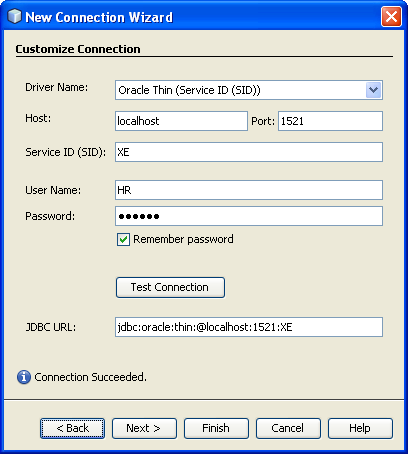 New Connection Wizard
Customize Connection
Driver Name: Oracle Thin (Service ID (SID))
Host: localhost Port: 1521
Service ID (SID): XE
User Name: HR
Password: ●●●●●●
Remember password
Test Connection
JDBC URL: jdbc:oracle:thin:@localhost:1521:XE
Connection Succeeded.
< Back Next > Finish Cancel Help